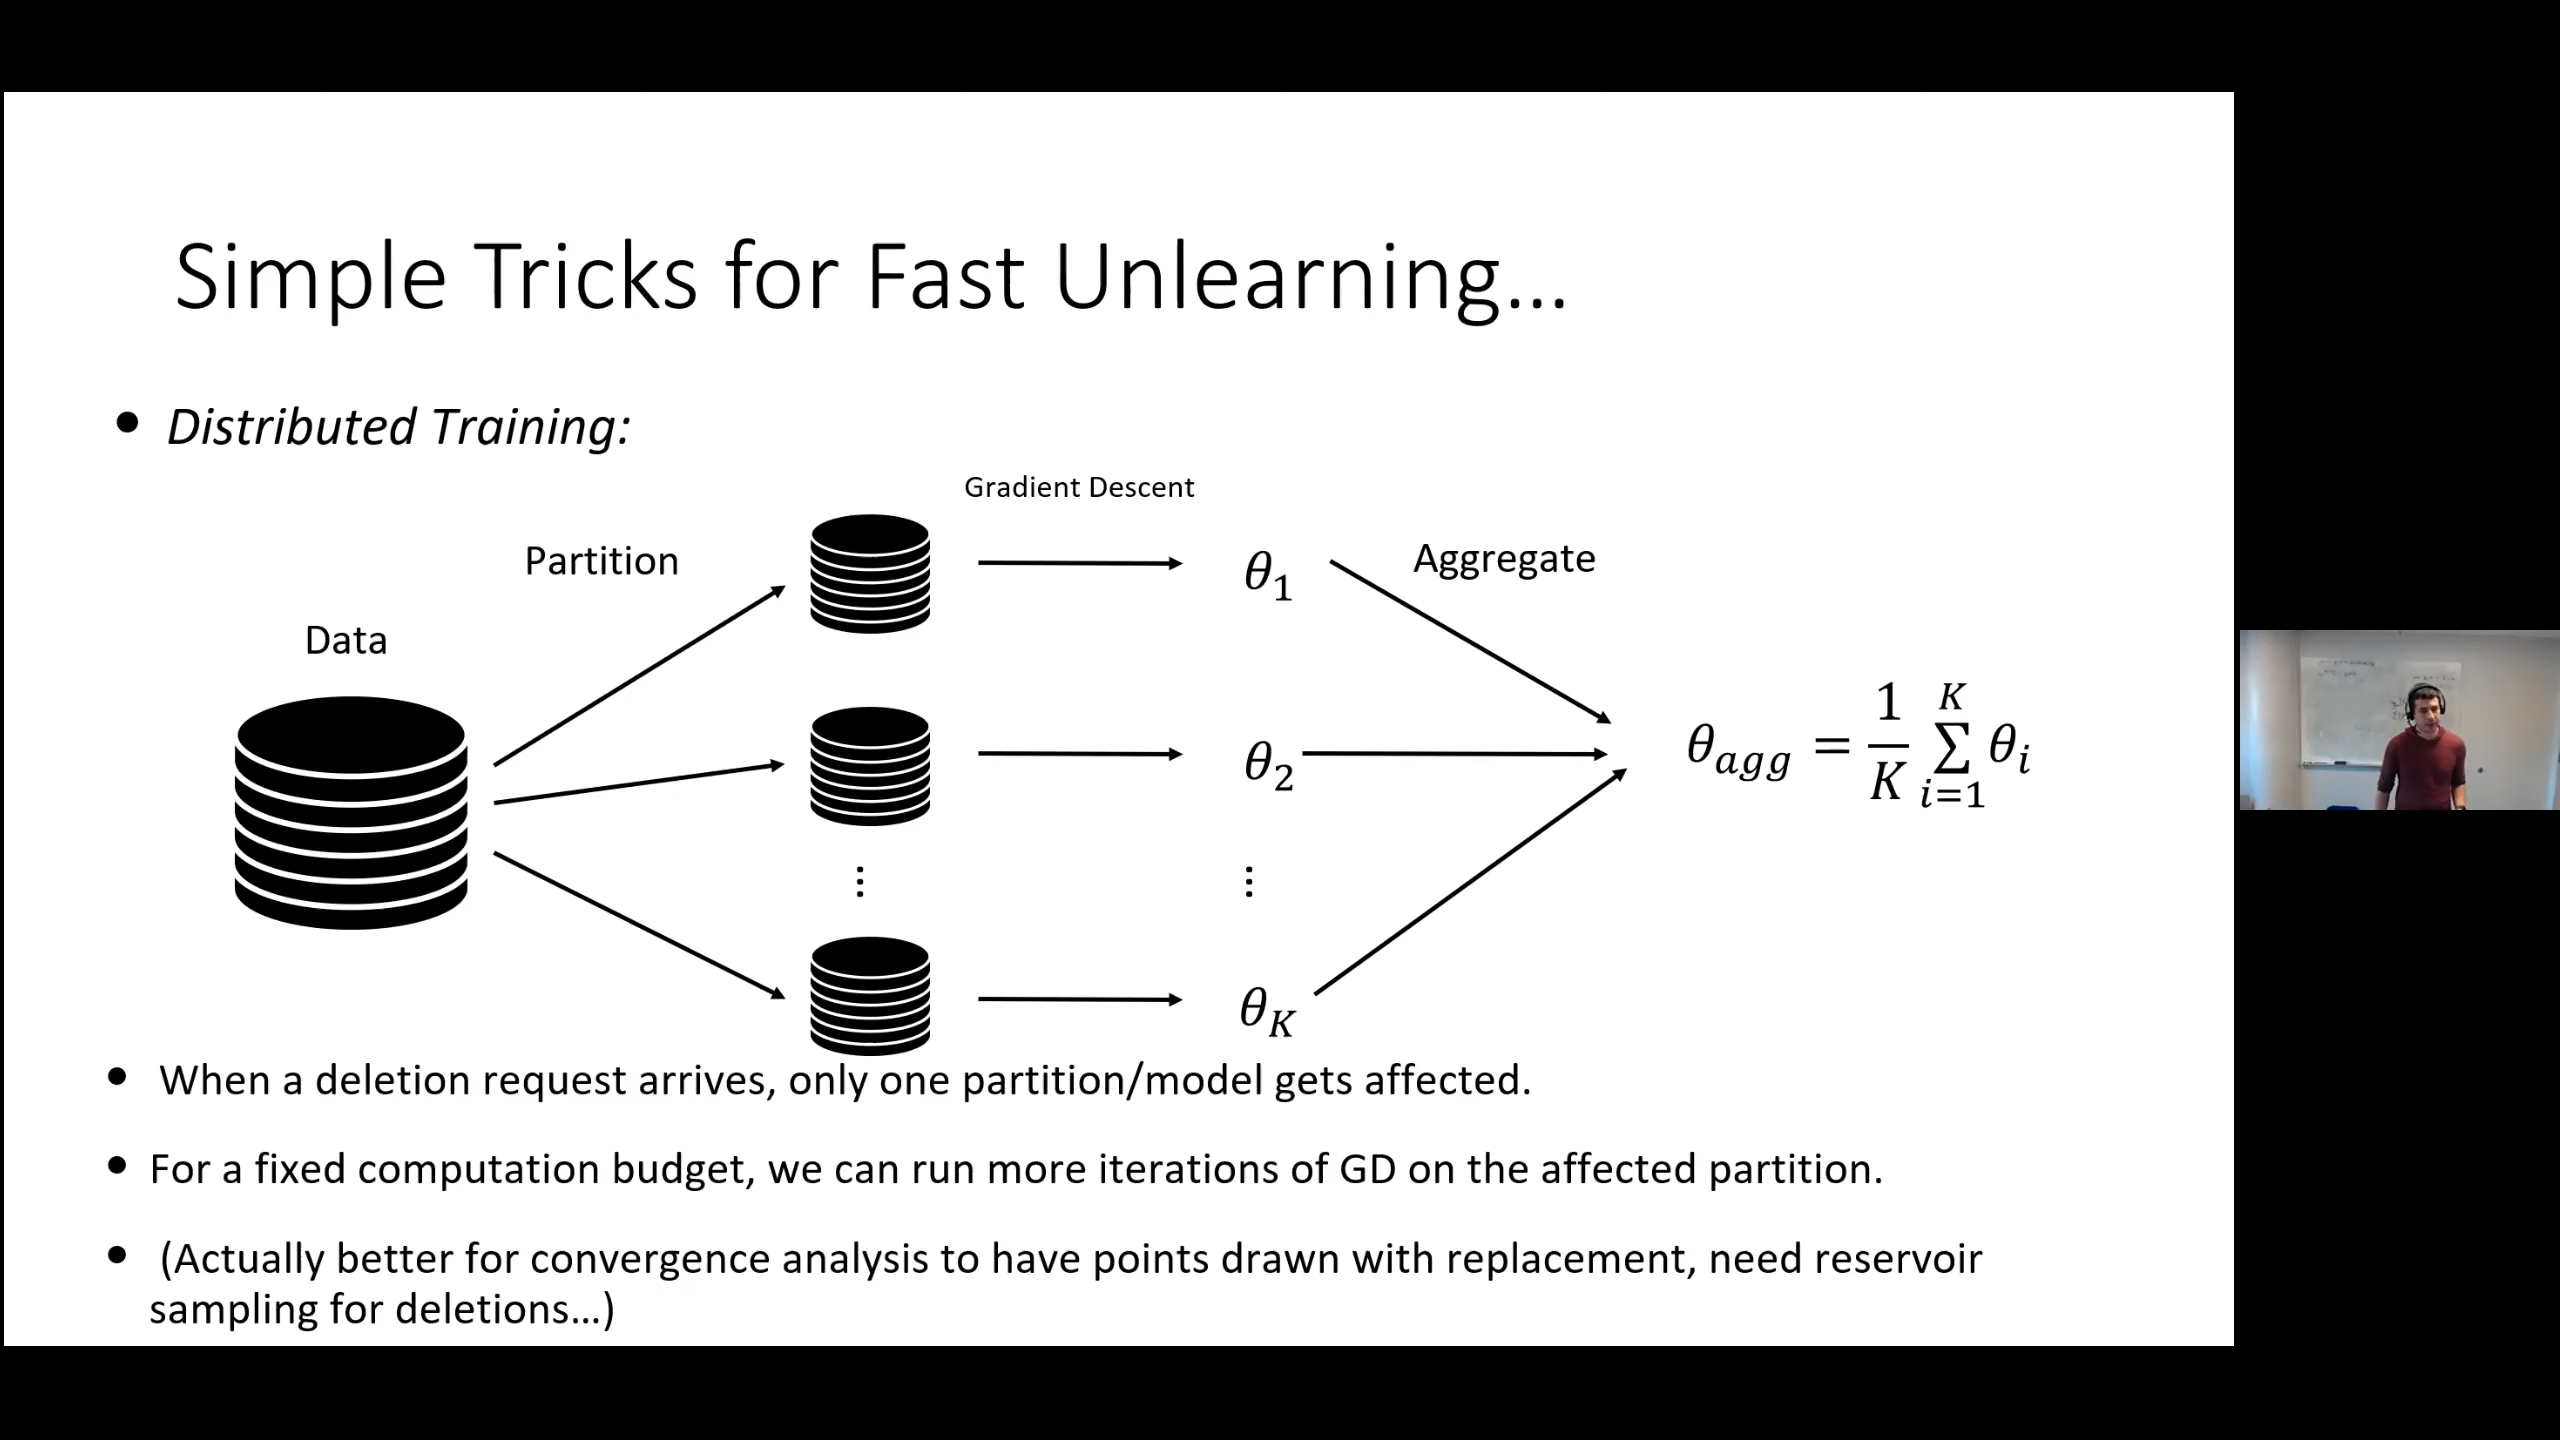 Simple Tricks for Fast Unlearning...
• Distributed Training:
Gradient Descent
Partition
Aggregate
Data
θ₁
θ₂
⋮
⋮
θ_K
θ_agg = 1/K ∑_{i=1}^{K} θ_i
• When a deletion request arrives, only one partition/model gets affected.
• For a fixed computation budget, we can run more iterations of GD on the affected partition.
• (Actually better for convergence analysis to have points drawn with replacement, need reservoir
sampling for deletions...)